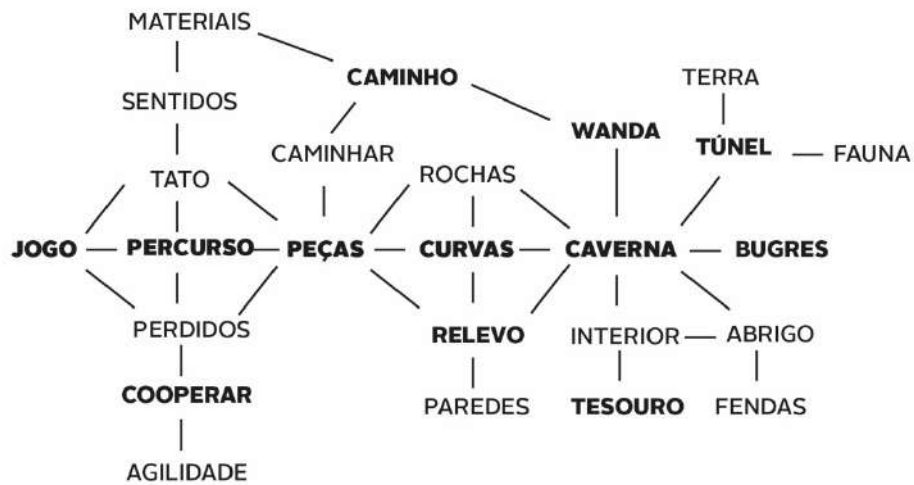 MATERIAIS
CAMINHO
TERRA
SENTIDOS
WANDA
CAMINHAR
TÚNEL
FAUNA
TATO
ROCHAS
JOGO PERCURSO PEÇAS CURVAS CAVERNA BUGRES
PERDIDOS
RELEVO
INTERIOR
ABRIGO
COOPERAR
PAREDES
TESOURO
FENDAS
AGILIDADE